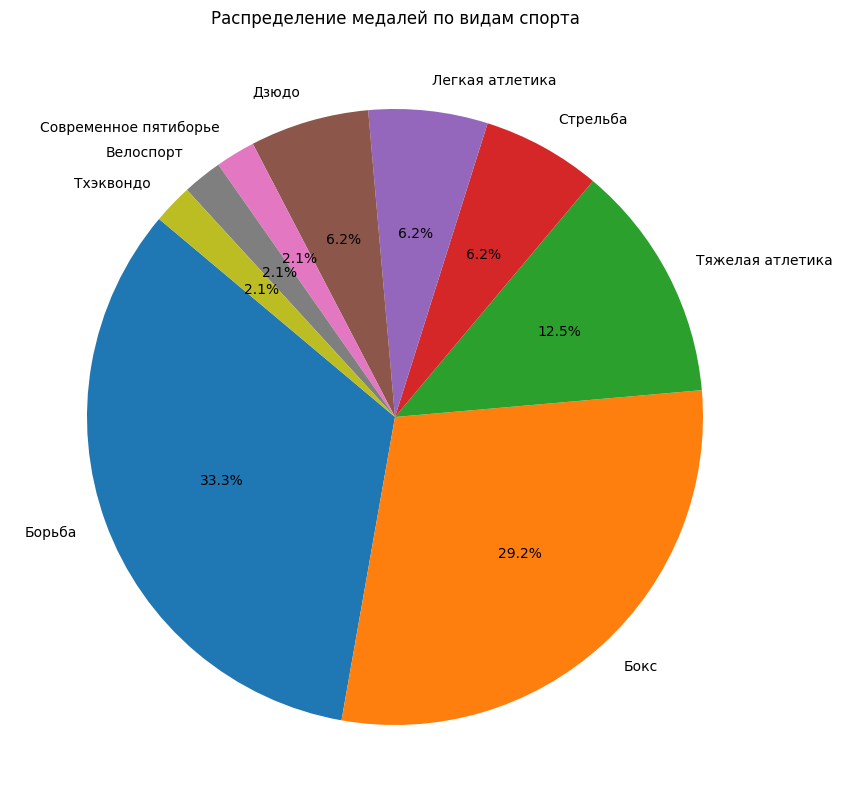 Распределение медалей по видам спорта
Легкая атлетика
Дзюдо
Стрельба
Современное пятиборье
Велоспорт
Тхэквондо
6.2%
6.2%
6.2%
2.1%
2.1%
2.1%
Тяжелая атлетика
12.5%
33.3%
Борьба
29.2%
Бокс